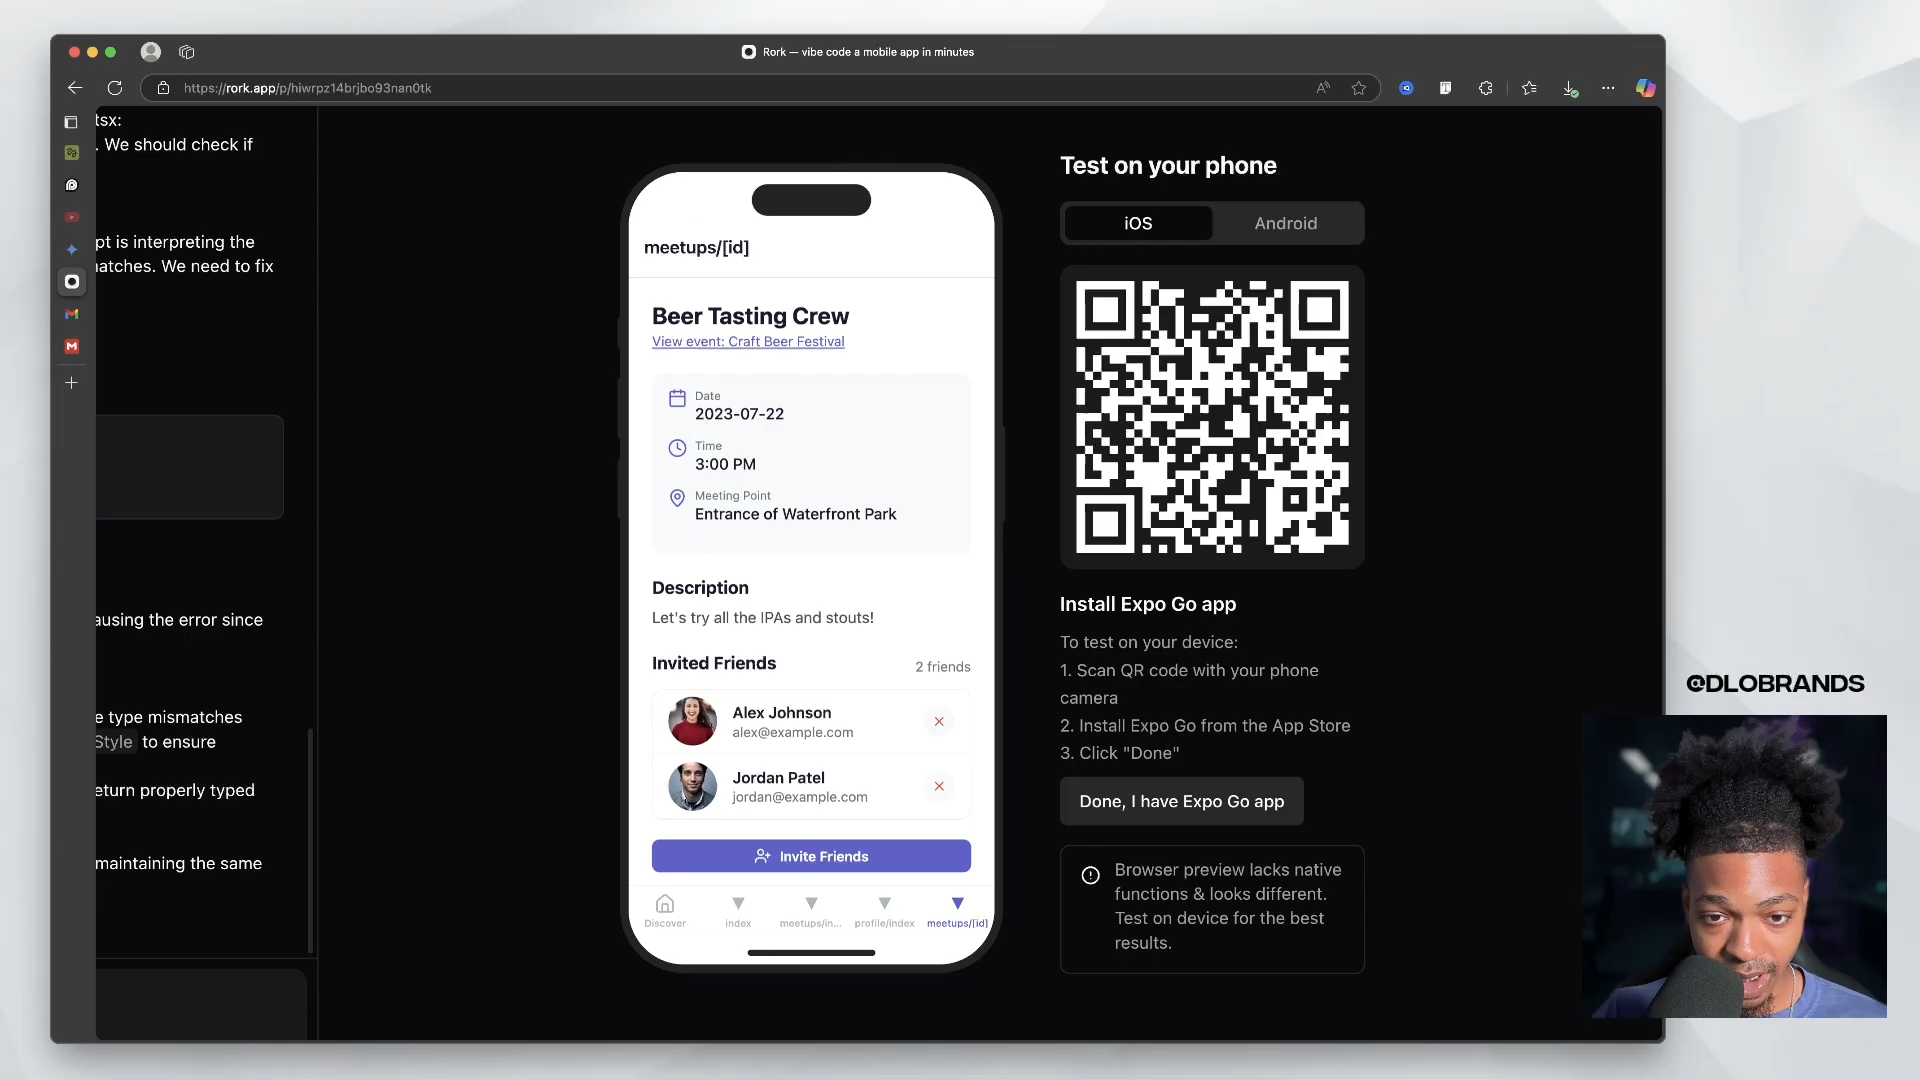 Rork — vibe code a mobile app in minutes
https://rork.app/p/hiwrpz14brjbo93nan0tk
tsx:
. We should check if
pt is interpreting the
atches. We need to fix
ausing the error since
e type mismatches
Style to ensure
eturn properly typed
maintaining the same
meetups/[id]
Beer Tasting Crew
View event: Craft Beer Festival
Date
2023-07-22
Time
3:00 PM
Meeting Point
Entrance of Waterfront Park
Description
Let's try all the IPAs and stouts!
Invited Friends
2 friends
Alex Johnson
alex@example.com
Jordan Patel
jordan@example.com
Invite Friends
Discover
index
meetups/in...
profile/index
meetups/[id]
Test on your phone
iOS
Android
Install Expo Go app
To test on your device:
1. Scan QR code with your phone
camera
2. Install Expo Go from the App Store
3. Click "Done"
Done, I have Expo Go app
Browser preview lacks native
functions & looks different.
Test on device for the best
results.
@DLOBRANDS